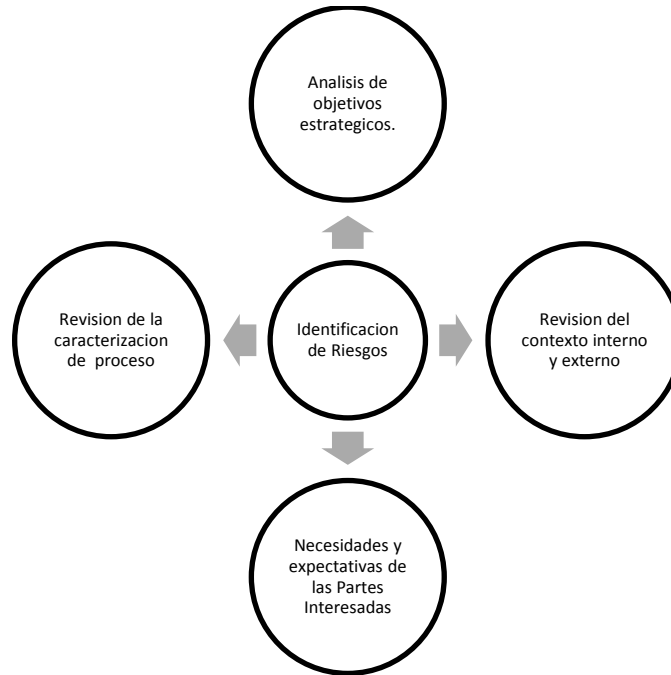 Analisis de
objetivos
estrategicos.
Revision de la
caracterizacion
de proceso
Identificacion
de Riesgos
Revision del
contexto interno
y externo
Necesidades y
expectativas de
las Partes
Interesadas